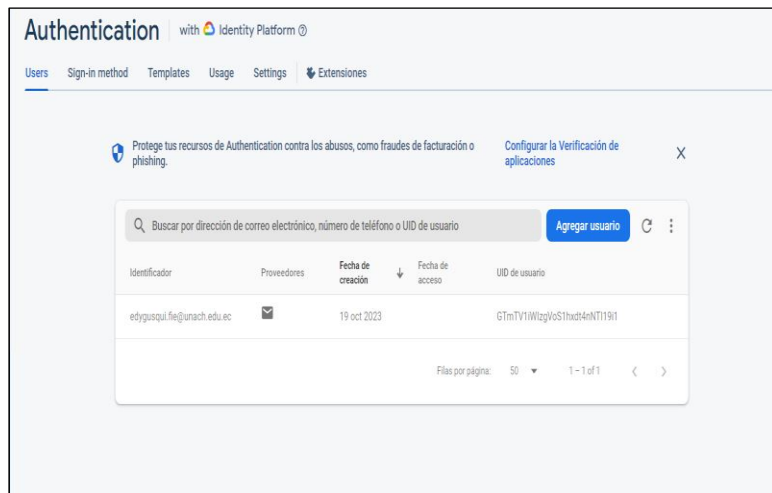 Authentication with Identity Platform
Users Sign-in method Templates Usage Settings Extensiones
Protege tus recursos de Authentication contra los abusos, como fraudes de facturación o
phishing.
Configurar la Verificación de
aplicaciones
Buscar por dirección de correo electrónico, número de teléfono o UID de usuario
Agregar usuario
Identificador Proveedores Fecha de
creación Fecha de
acceso UID de usuario
edygusqui.fie@unach.edu.ec 19 oct 2023
Filas por página: 50 1 – 1 of 1